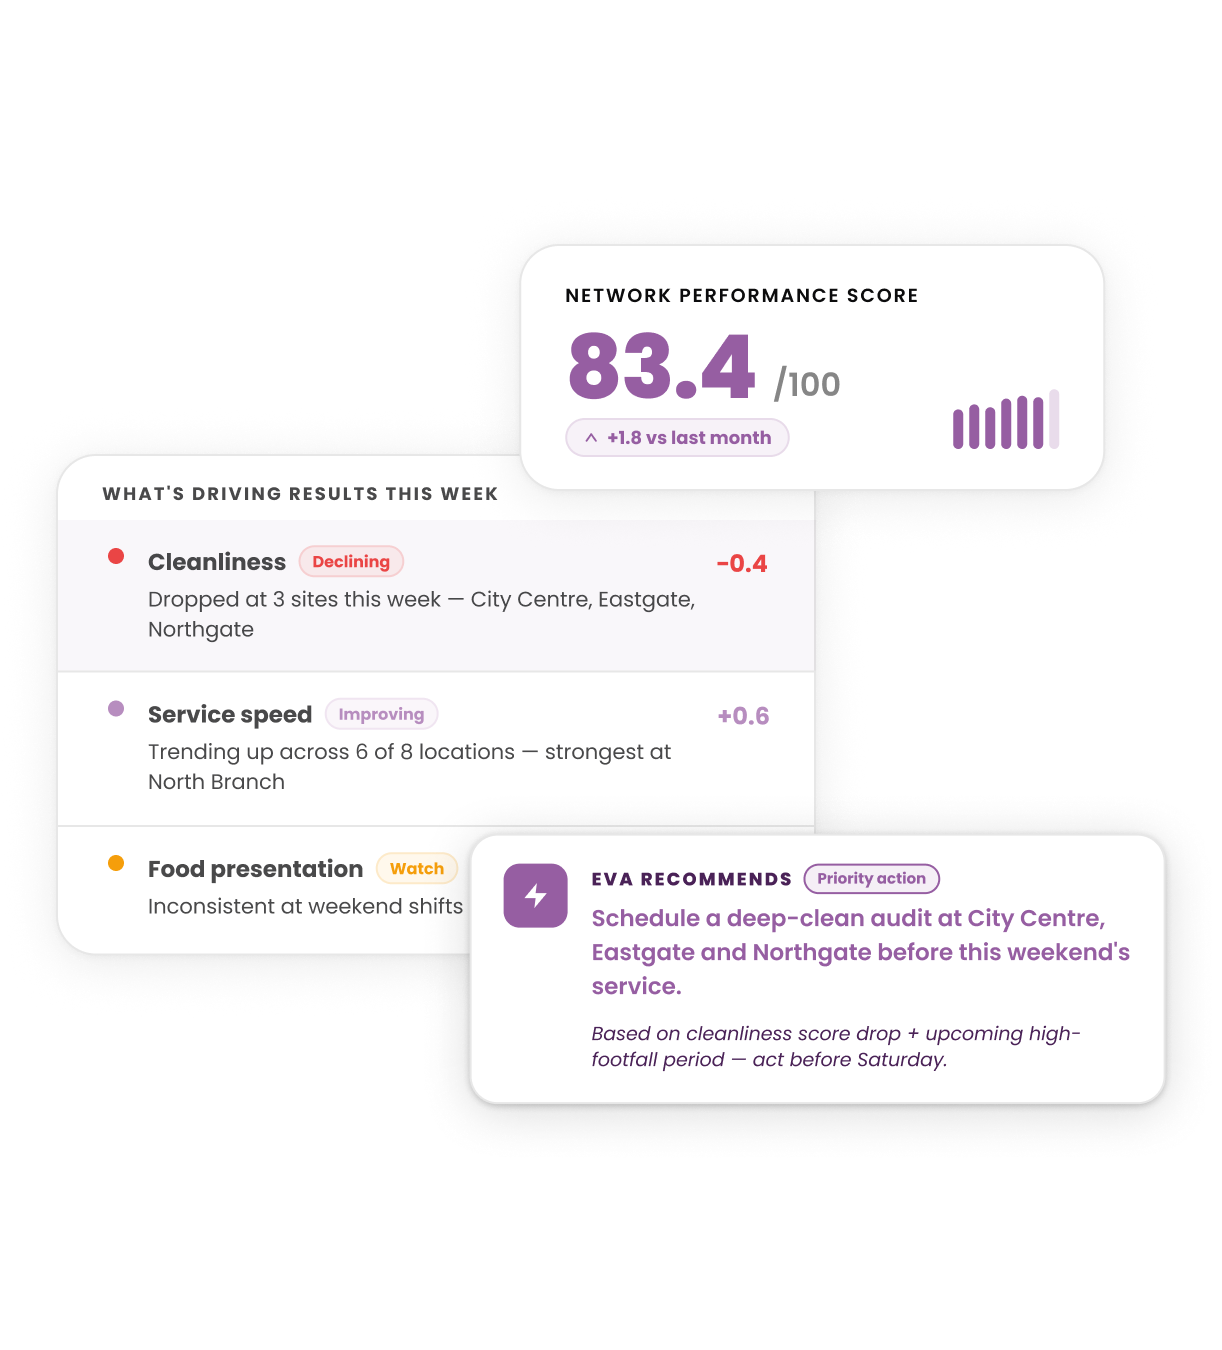 NETWORK PERFORMANCE SCORE
83.4 /100
+1.8 vs last month
WHAT'S DRIVING RESULTS THIS WEEK
Cleanliness Declining -0.4
Dropped at 3 sites this week — City Centre, Eastgate,
Northgate
Service speed Improving +0.6
Trending up across 6 of 8 locations — strongest at
North Branch
Food presentation Watch
Inconsistent at weekend shifts
EVA RECOMMENDS Priority action
Schedule a deep-clean audit at City Centre,
Eastgate and Northgate before this weekend's
service.
Based on cleanliness score drop + upcoming high-
footfall period — act before Saturday.